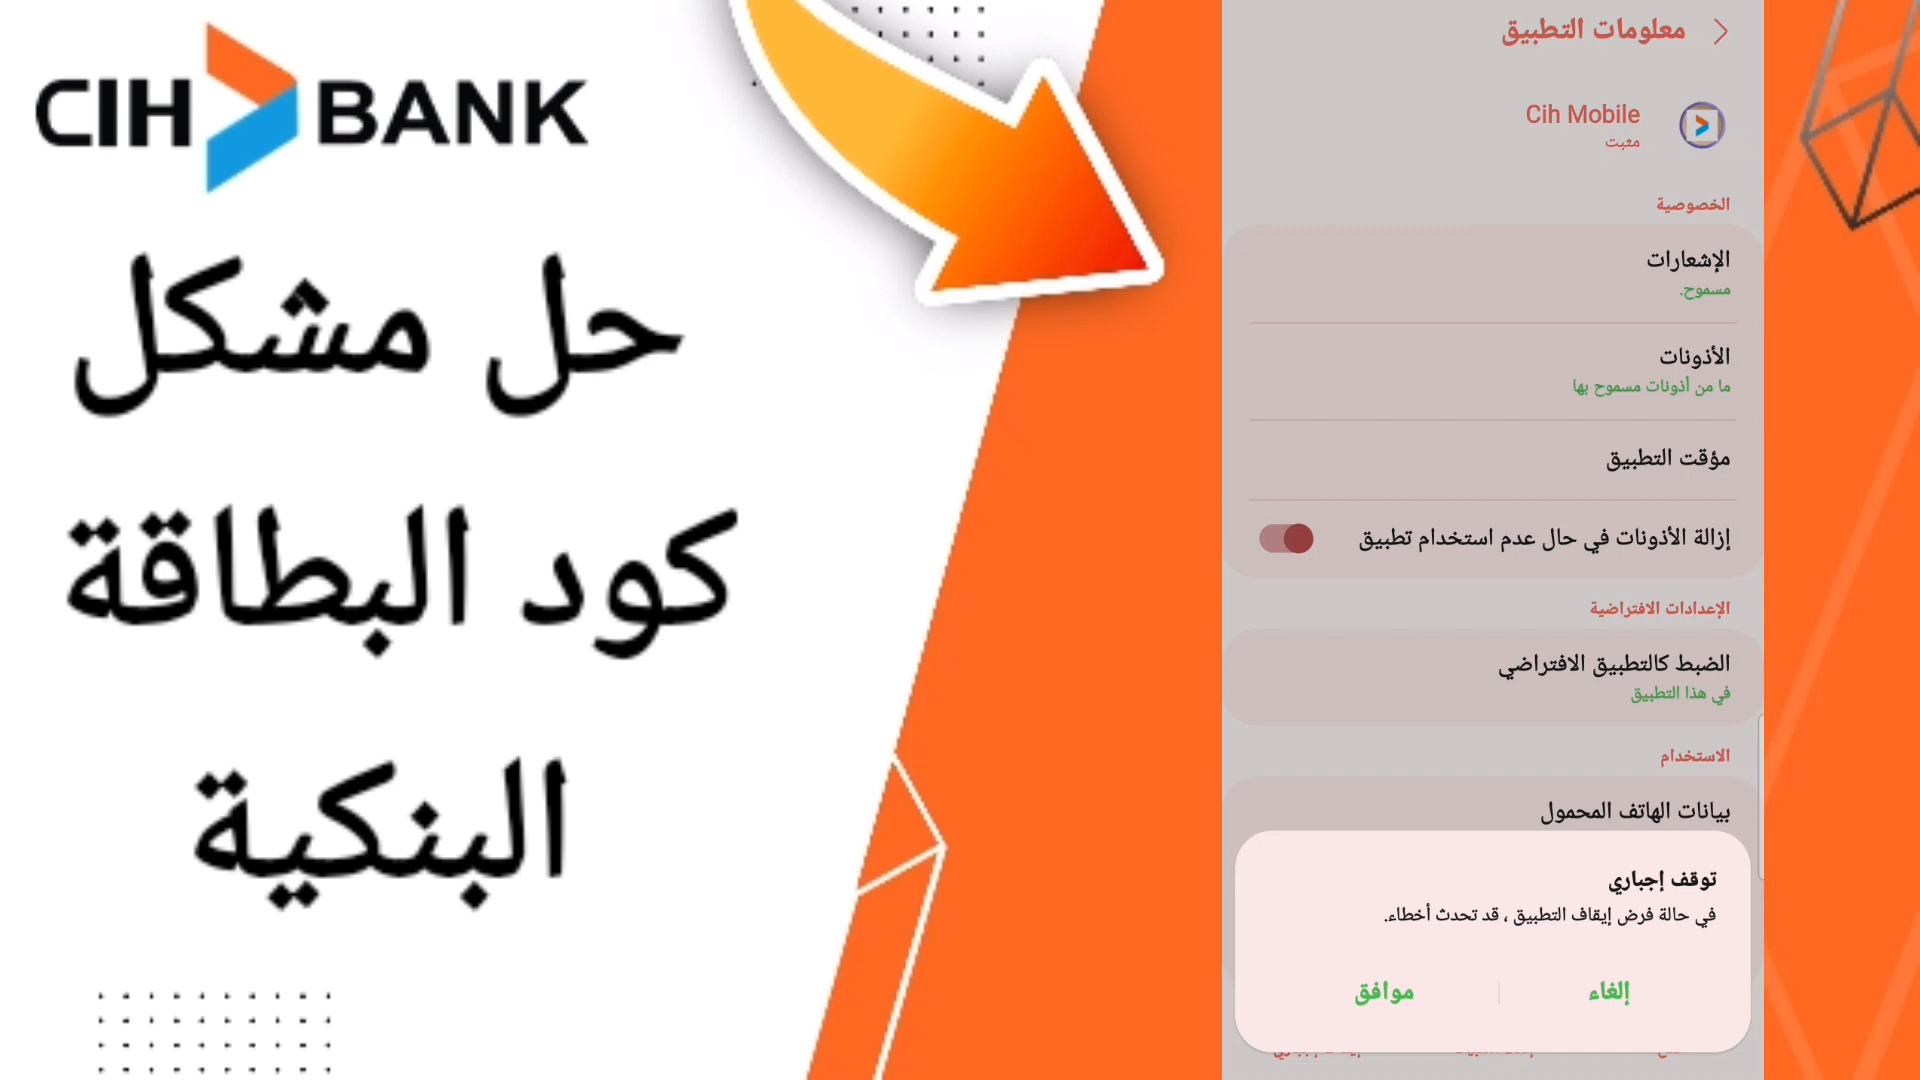 CIH BANK
حل مشكل
كود البطاقة
البنكية
معلومات التطبيق
Cih Mobile
مثبت
الخصوصية
الإشعارات
مسموح.
الأذونات
ما من أذونات مسموح بها
مؤقت التطبيق
إزالة الأذونات في حال عدم استخدام تطبيق
الإعدادات الافتراضية
الضبط كالتطبيق الافتراضي
في هذا التطبيق
الاستخدام
بيانات الهاتف المحمول
توقف إجباري
في حالة فرض إيقاف التطبيق ، قد تحدث أخطاء.
إلغاء
موافق